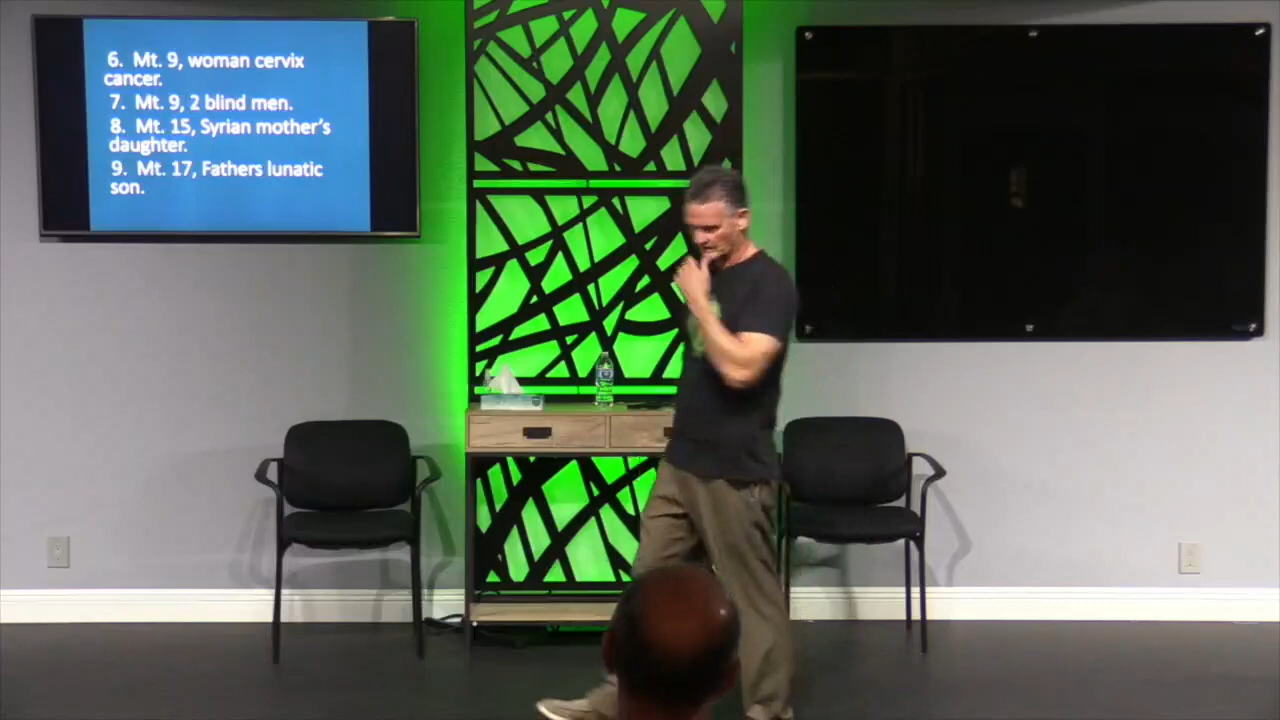 6. Mt. 9, woman cervix
cancer.
7. Mt. 9, 2 blind men.
8. Mt. 15, Syrian mother's
daughter.
9. Mt. 17, Fathers lunatic
son.